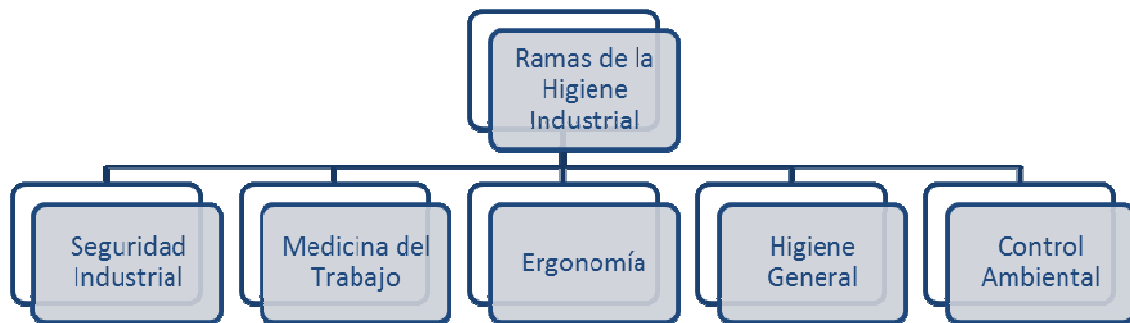 Ramas de la
Higiene
Industrial
Seguridad
Industrial
Medicina del
Trabajo
Ergonomía
Higiene
General
Control
Ambiental